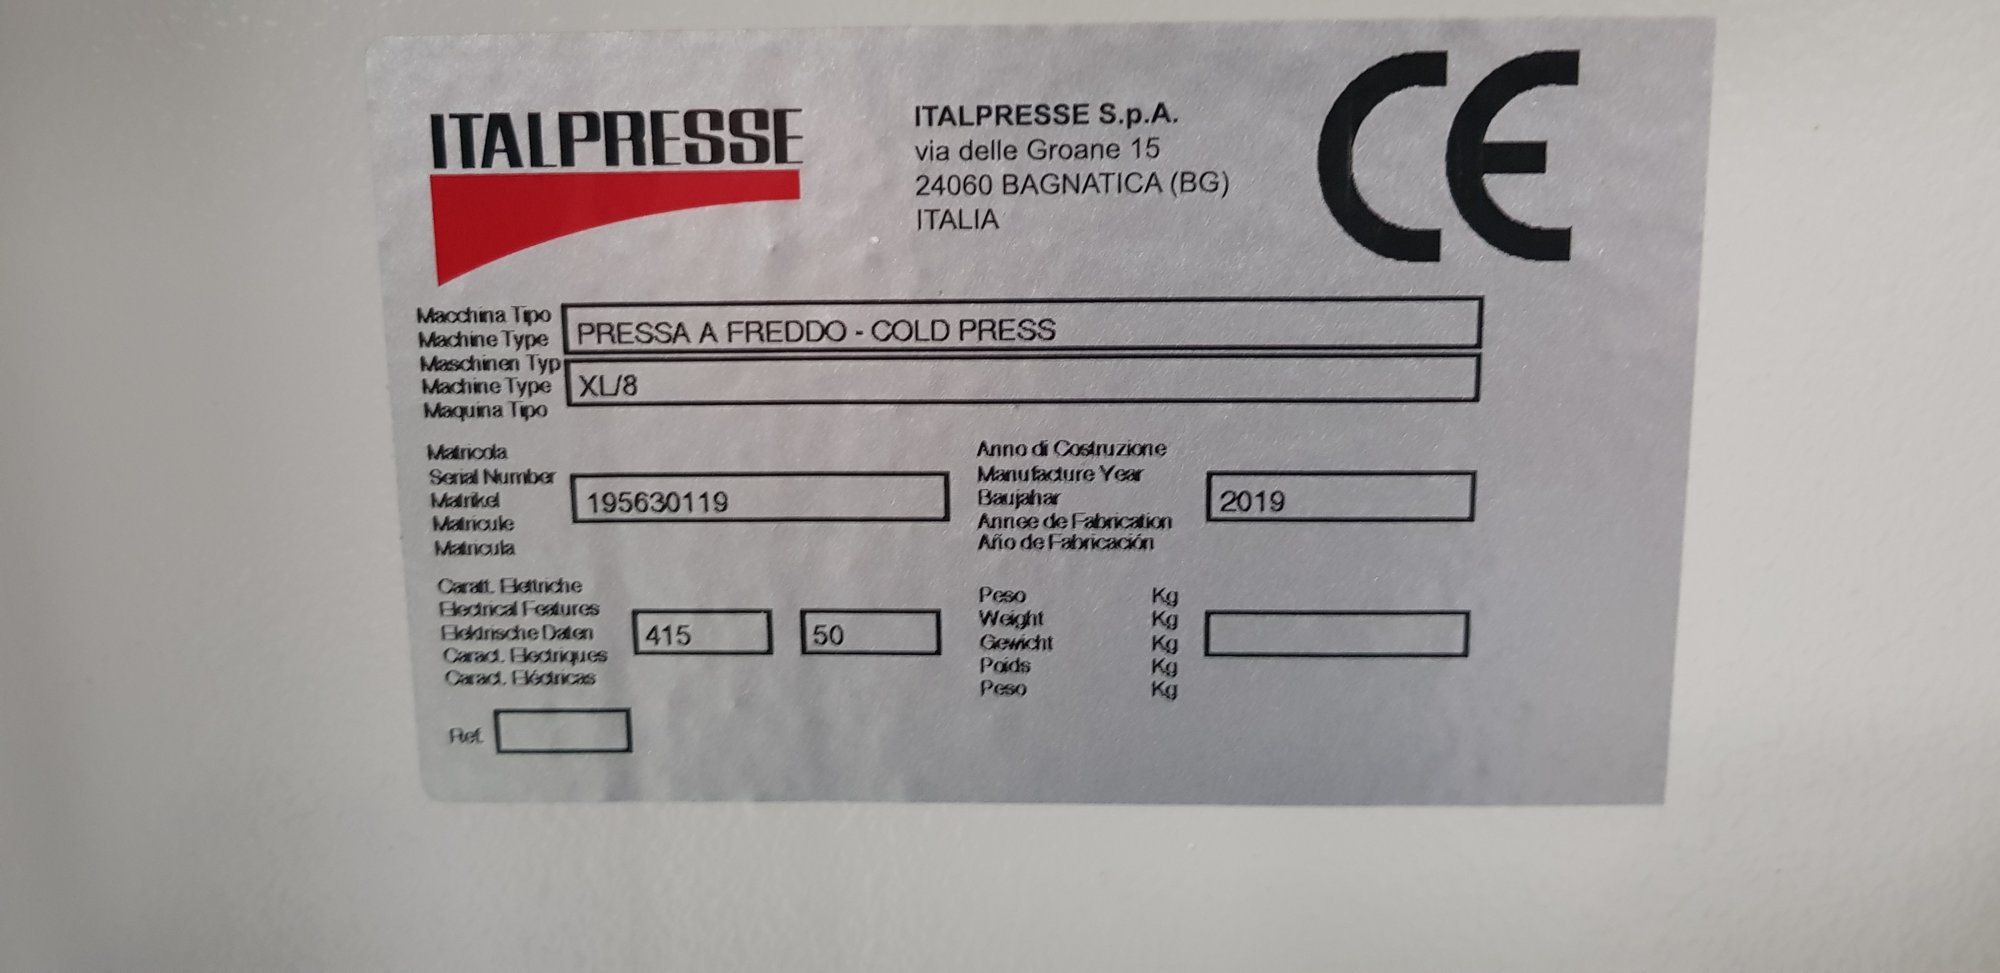 ITALPRESSE
ITALPRESSE S.p.A.
via delle Groane 15
24060 BAGNATICA (BG)
ITALIA
CE
Macchina Tipo
Machine Type
Maschinen Typ
Machine Type
Maquina Tipo
PRESSA A FREDDO - COLD PRESS
XL/8
Matricola
Serial Number
Matrikel
Matricule
Matricula
195630119
Anno di Costruzione
Manufacture Year
Baujahar
Annee de Fabrication
Año de Fabricación
2019
Caratt. Elettriche
Electrical Features
Elektrische Daten
Caract. Electriques
Caract. Eléctricas
415
50
Peso Kg
Weight Kg
Gewicht Kg
Poids Kg
Peso Kg
Ref.